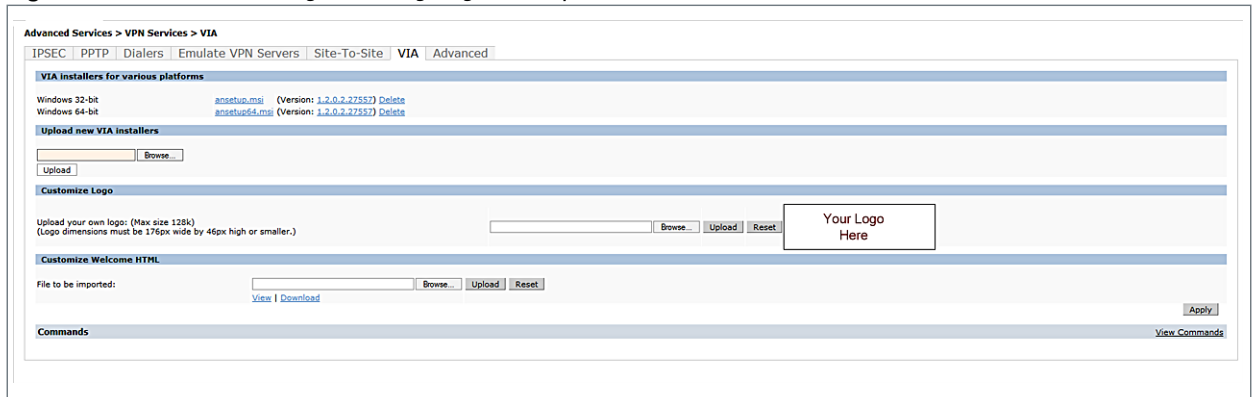 Advanced Services > VPN Services > VIA
IPSEC PPTP Dialers Emulate VPN Servers Site-To-Site VIA Advanced
VIA installers for various platforms
Windows 32-bit ansetup.msi (Version: 1.2.0.2.27557) Delete
Windows 64-bit ansetup64.msi (Version: 1.2.0.2.27557) Delete
Upload new VIA installers
Browse...
Upload
Customize Logo
Upload your own logo: (Max size 128k)
(Logo dimensions must be 176px wide by 46px high or smaller.)
Browse... Upload Reset
Your Logo
Here
Customize Welcome HTML
File to be imported: Browse... Upload Reset
View | Download
Apply
Commands View Commands